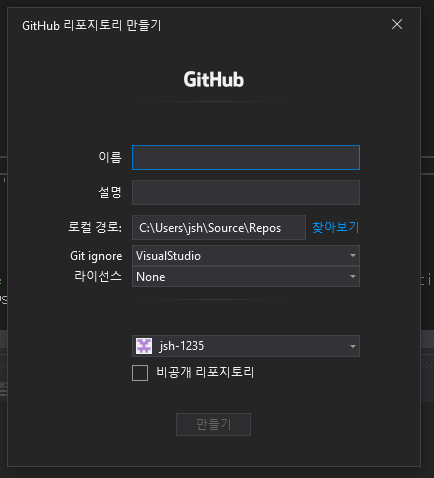 GitHub 리포지토리 만들기
GitHub
이름
설명
로컬 경로: C:\Users\jsh\Source\Repos 찾아보기
Git ignore VisualStudio
라이선스 None
jsh-1235
비공개 리포지토리
만들기